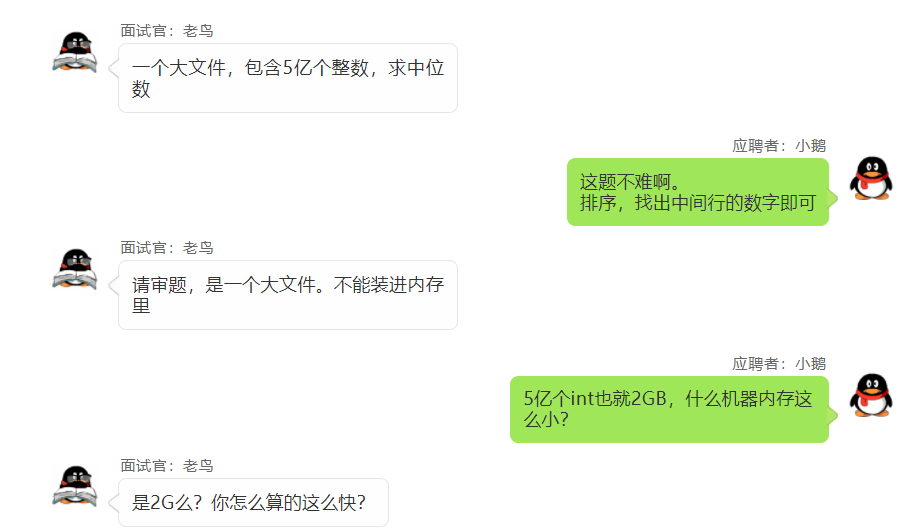 面试官：老鸟
一个大文件，包含5亿个整数，求中位
数
应聘者：小鹅
这题不难啊。
排序，找出中间行的数字即可
面试官：老鸟
请审题，是一个大文件。不能装进内存
里
应聘者：小鹅
5亿个int也就2GB，什么机器内存这
么小？
面试官：老鸟
是2G么？你怎么算的这么快？